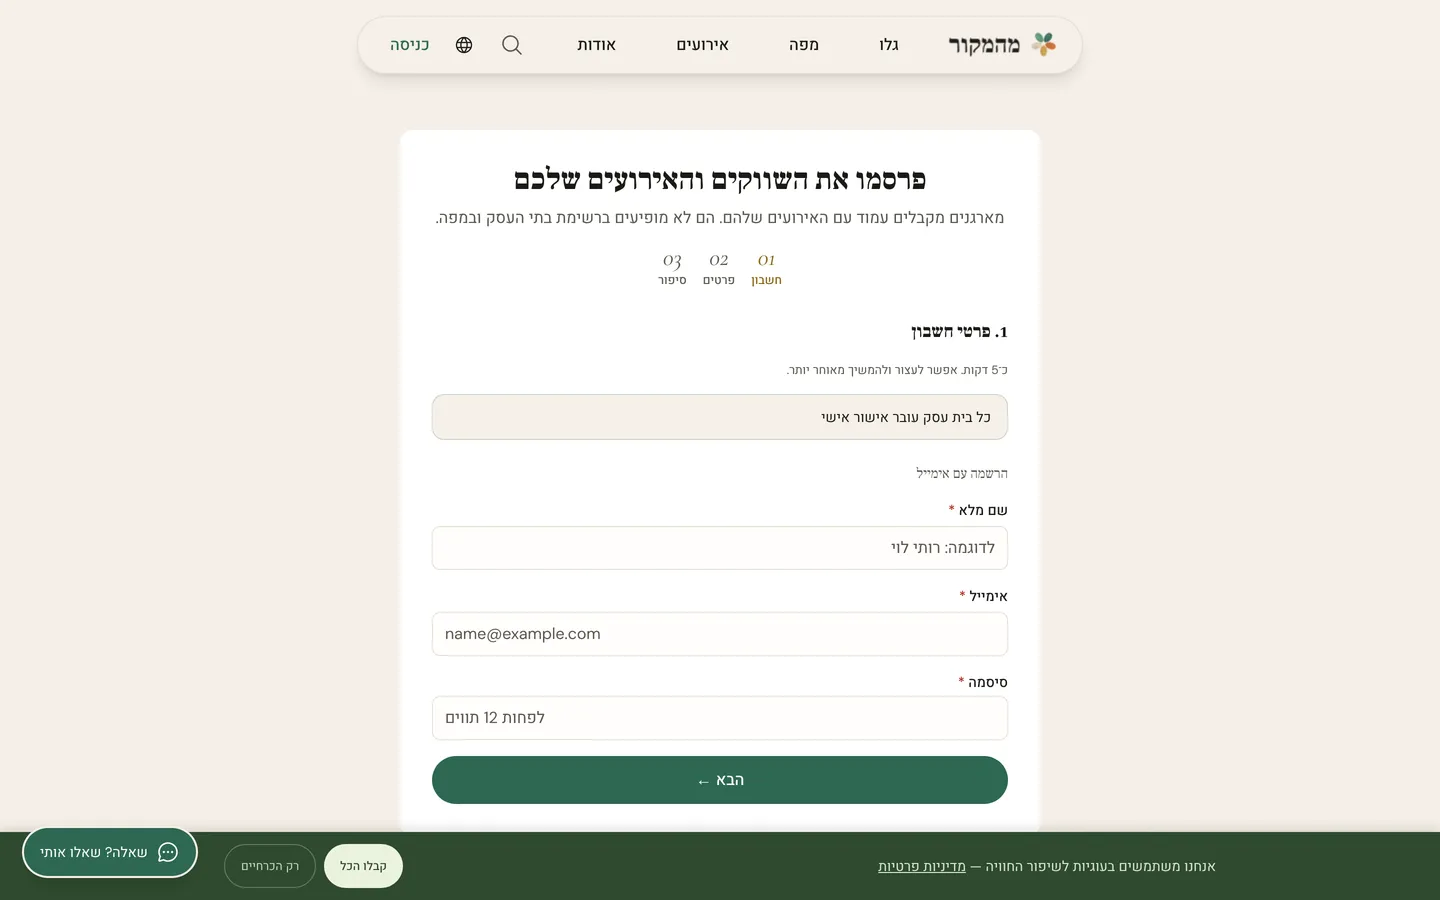 מהמקור
גלו
מפה
אירועים
אודות
כניסה
פרסמו את השווקים והאירועים שלכם
מארגנים מקבלים עמוד עם האירועים שלהם. הם לא מופיעים ברשימת בתי העסק ובמפה.
01 02 03
חשבון פרטים סיפור
1. פרטי חשבון
כ־5 דקות. אפשר לעצור ולהמשיך מאוחר יותר.
כל בית עסק עובר אישור אישי
הרשמה עם אימייל
שם מלא *
לדוגמה: רותי לוי
אימייל *
name@example.com
סיסמה *
לפחות 12 תווים
הבא ←
אנחנו משתמשים בעוגיות לשיפור החוויה — מדיניות פרטיות
קבלו הכל
רק הכרחיים
שאלה? שאלו אותי